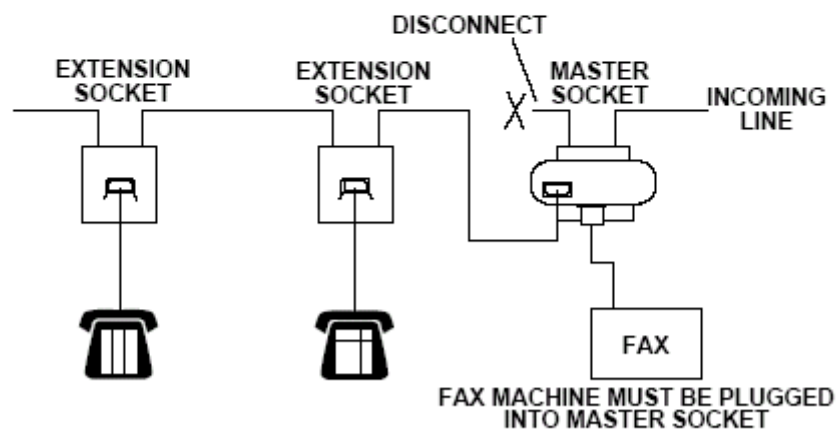 DISCONNECT
EXTENSION
SOCKET
EXTENSION
SOCKET
MASTER
SOCKET
INCOMING
LINE
FAX
FAX MACHINE MUST BE PLUGGED
INTO MASTER SOCKET